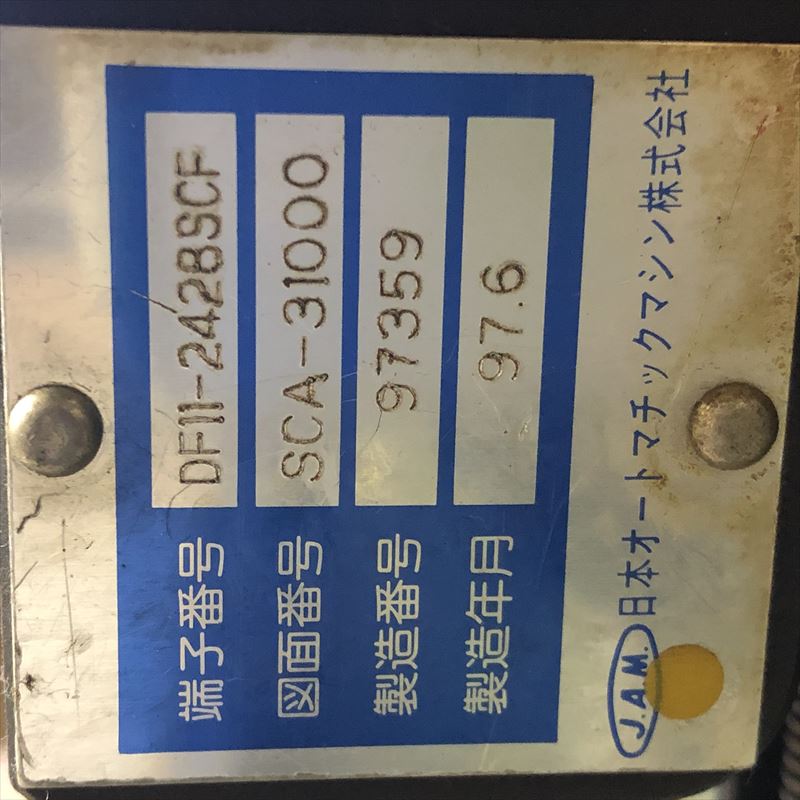 端子番号 DF11-2428SCF
図面番号 SCA-31000
製造番号 97359
製造年月 97.6
J.A.M. 日本オートマチックマシン株式会社